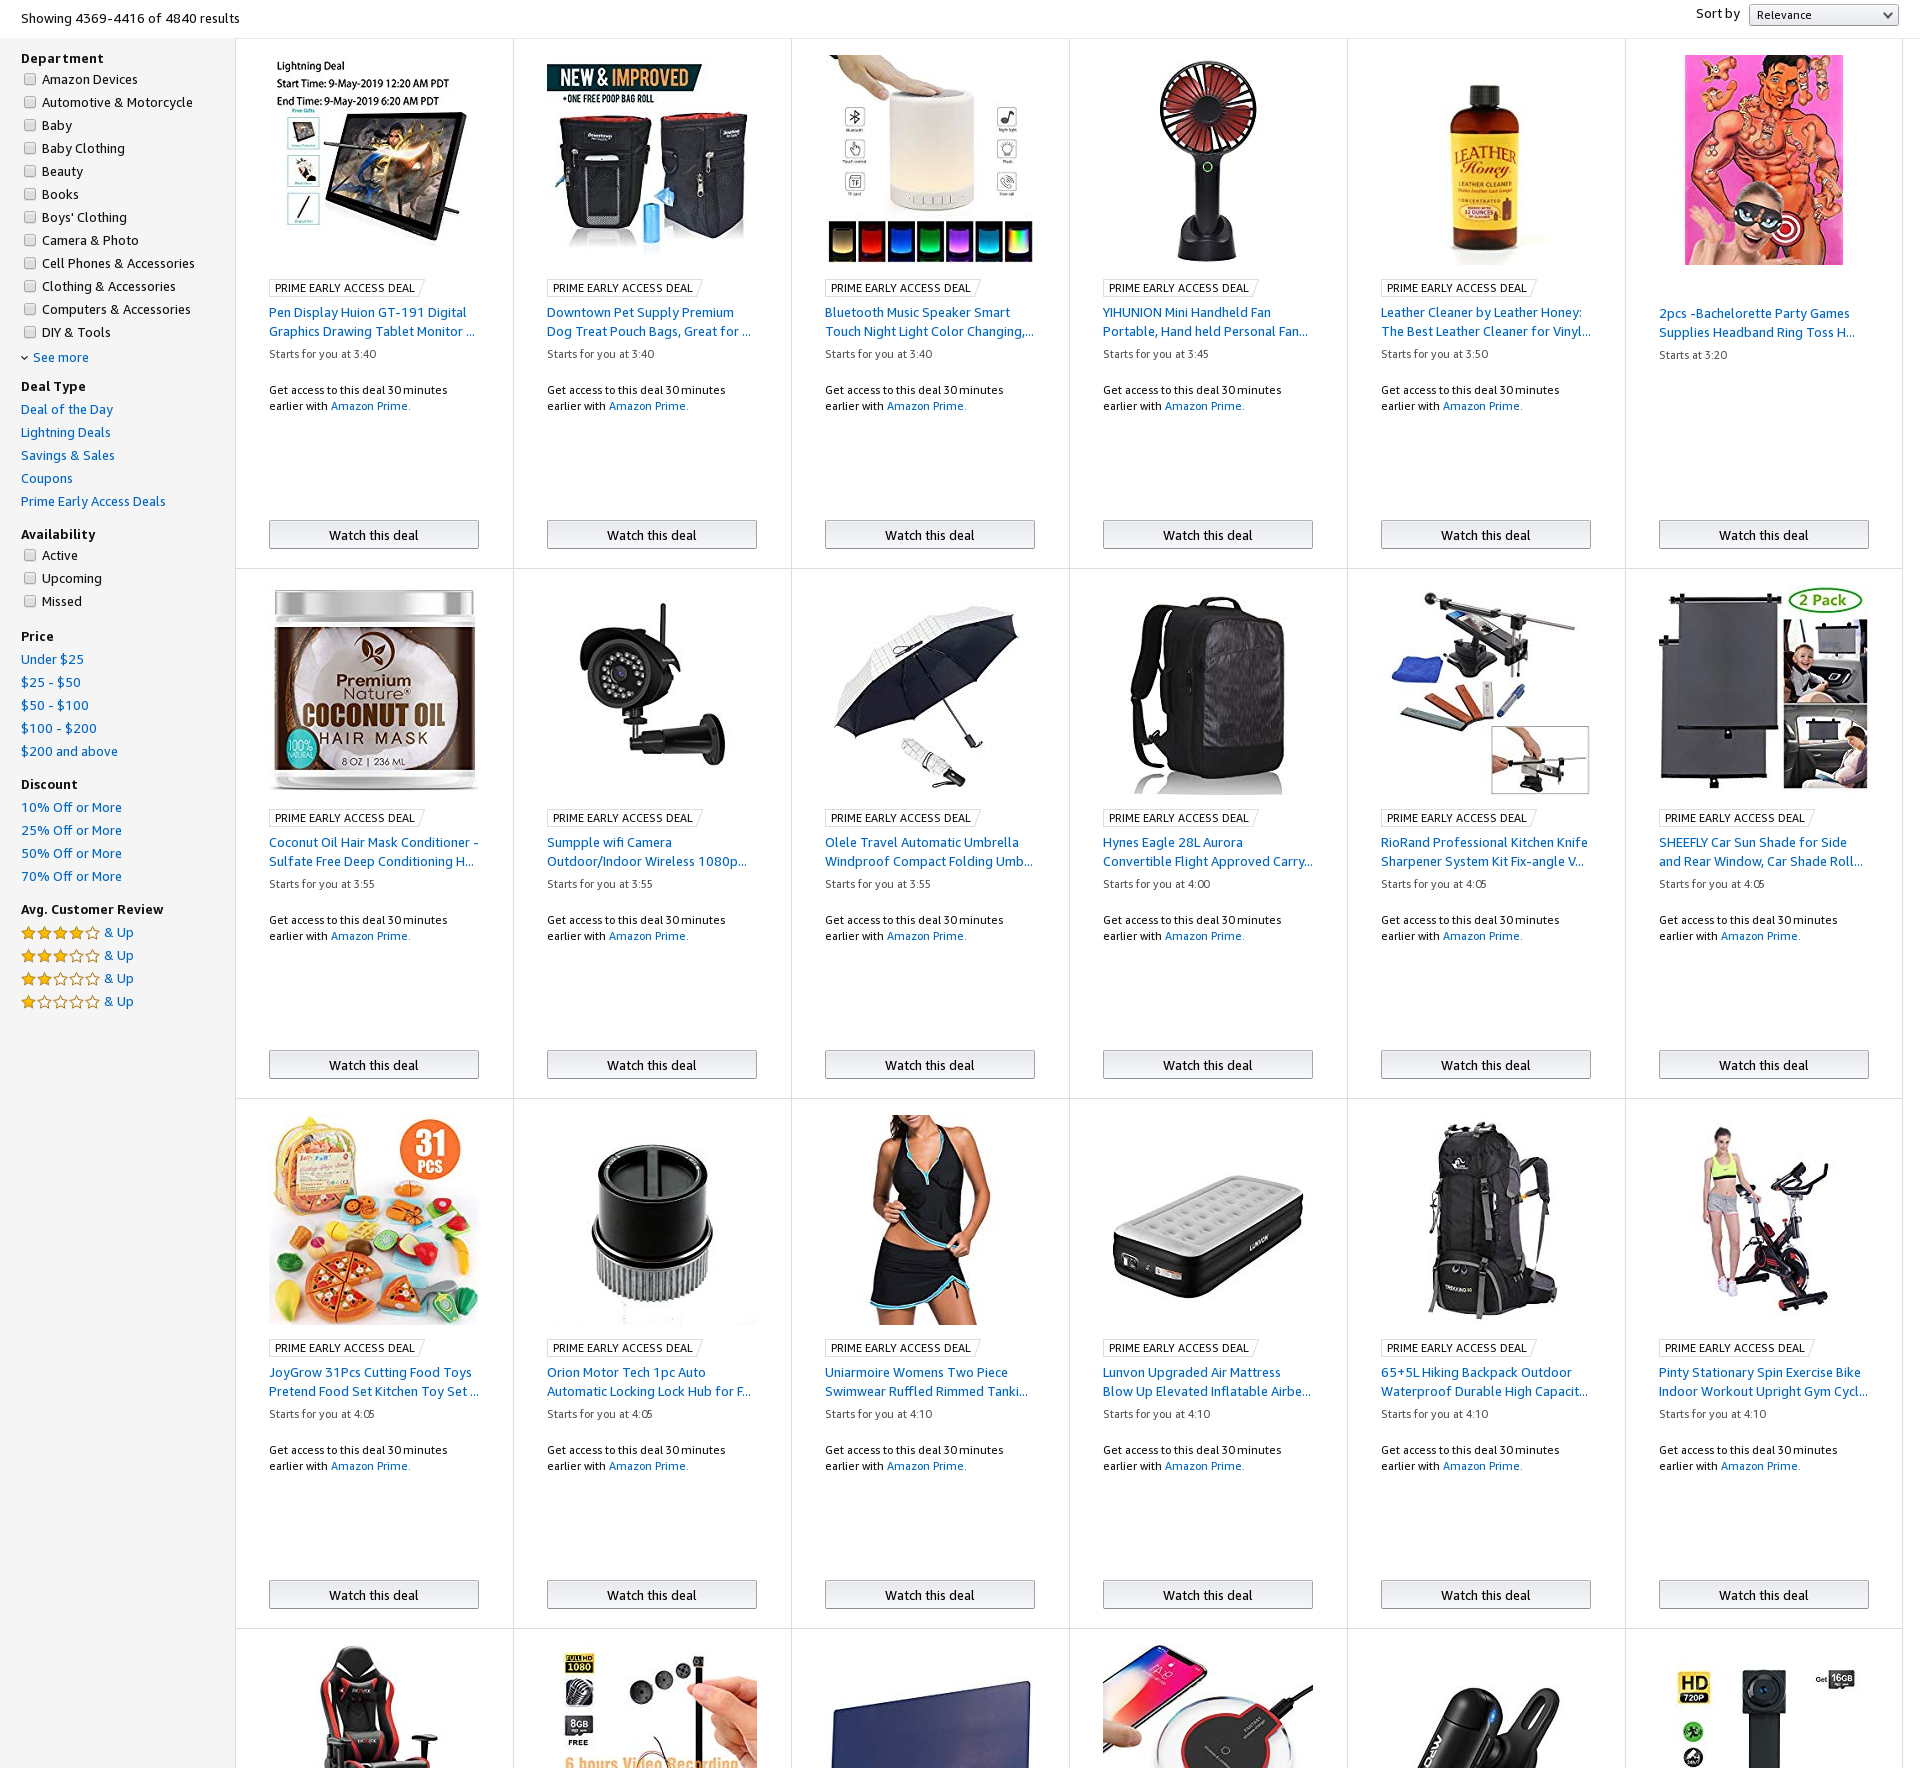 Showing 4369-4416 of 4840 results
Sort by
Relevance
Department
Amazon Devices
Automotive & Motorcycle
Baby
Baby Clothing
Beauty
Books
Boys' Clothing
Camera & Photo
Cell Phones & Accessories
Clothing & Accessories
Computers & Accessories
DIY & Tools
See more
Deal Type
Deal of the Day
Lightning Deals
Savings & Sales
Coupons
Prime Early Access Deals
Availability
Active
Upcoming
Missed
Price
Under $25
$25 - $50
$50 - $100
$100 - $200
$200 and above
Discount
10% Off or More
25% Off or More
50% Off or More
70% Off or More
Avg. Customer Review
& Up
& Up
& Up
& Up
Lightning Deal
Start Time: 9-May-2019 12:20 AM PDT
End Time: 9-May-2019 6:20 AM PDT
Free Gifts
PRIME EARLY ACCESS DEAL
Pen Display Huion GT-191 Digital
Graphics Drawing Tablet Monitor ...
Starts for you at 3:40
Get access to this deal 30 minutes
earlier with Amazon Prime.
Watch this deal
NEW & IMPROVED
+ONE FREE POOP BAG ROLL
Downtown
PRIME EARLY ACCESS DEAL
Downtown Pet Supply Premium
Dog Treat Pouch Bags, Great for ...
Starts for you at 3:40
Get access to this deal 30 minutes
earlier with Amazon Prime.
Watch this deal
Bluetooth
Night light
Touch control
Music
TF card
PRIME EARLY ACCESS DEAL
Bluetooth Music Speaker Smart
Touch Night Light Color Changing,...
Starts for you at 3:40
Get access to this deal 30 minutes
earlier with Amazon Prime.
Watch this deal
PRIME EARLY ACCESS DEAL
YIHUNION Mini Handheld Fan
Portable, Hand held Personal Fan...
Starts for you at 3:45
Get access to this deal 30 minutes
earlier with Amazon Prime.
Watch this deal
LEATHER
Honey
LEATHER CLEANER
CONCENTRATED
32 OUNCES
PRIME EARLY ACCESS DEAL
Leather Cleaner by Leather Honey:
The Best Leather Cleaner for Vinyl...
Starts for you at 3:50
Get access to this deal 30 minutes
earlier with Amazon Prime.
Watch this deal
2pcs -Bachelorette Party Games
Supplies Headband Ring Toss H...
Starts at 3:20
Watch this deal
Premium
Nature®
COCONUT OIL
HAIR MASK
100%
NATURAL
8 OZ | 236 ML
PRIME EARLY ACCESS DEAL
Coconut Oil Hair Mask Conditioner -
Sulfate Free Deep Conditioning H...
Starts for you at 3:55
Get access to this deal 30 minutes
earlier with Amazon Prime.
Watch this deal
PRIME EARLY ACCESS DEAL
Sumpple wifi Camera
Outdoor/Indoor Wireless 1080p...
Starts for you at 3:55
Get access to this deal 30 minutes
earlier with Amazon Prime.
Watch this deal
PRIME EARLY ACCESS DEAL
Olele Travel Automatic Umbrella
Windproof Compact Folding Umb...
Starts for you at 3:55
Get access to this deal 30 minutes
earlier with Amazon Prime.
Watch this deal
PRIME EARLY ACCESS DEAL
Hynes Eagle 28L Aurora
Convertible Flight Approved Carry...
Starts for you at 4:00
Get access to this deal 30 minutes
earlier with Amazon Prime.
Watch this deal
PRIME EARLY ACCESS DEAL
RioRand Professional Kitchen Knife
Sharpener System Kit Fix-angle V...
Starts for you at 4:05
Get access to this deal 30 minutes
earlier with Amazon Prime.
Watch this deal
2 Pack
PRIME EARLY ACCESS DEAL
SHEEFLY Car Sun Shade for Side
and Rear Window, Car Shade Roll...
Starts for you at 4:05
Get access to this deal 30 minutes
earlier with Amazon Prime.
Watch this deal
31
PCS
PRIME EARLY ACCESS DEAL
JoyGrow 31Pcs Cutting Food Toys
Pretend Food Set Kitchen Toy Set ...
Starts for you at 4:05
Get access to this deal 30 minutes
earlier with Amazon Prime.
Watch this deal
PRIME EARLY ACCESS DEAL
Orion Motor Tech 1pc Auto
Automatic Locking Lock Hub for F...
Starts for you at 4:05
Get access to this deal 30 minutes
earlier with Amazon Prime.
Watch this deal
PRIME EARLY ACCESS DEAL
Uniarmoire Womens Two Piece
Swimwear Ruffled Rimmed Tanki...
Starts for you at 4:10
Get access to this deal 30 minutes
earlier with Amazon Prime.
Watch this deal
LUNVON
PRIME EARLY ACCESS DEAL
Lunvon Upgraded Air Mattress
Blow Up Elevated Inflatable Airbe...
Starts for you at 4:10
Get access to this deal 30 minutes
earlier with Amazon Prime.
Watch this deal
TREKKING 60
PRIME EARLY ACCESS DEAL
65+5L Hiking Backpack Outdoor
Waterproof Durable High Capacit...
Starts for you at 4:10
Get access to this deal 30 minutes
earlier with Amazon Prime.
Watch this deal
PRIME EARLY ACCESS DEAL
Pinty Stationary Spin Exercise Bike
Indoor Workout Upright Gym Cycl...
Starts for you at 4:10
Get access to this deal 30 minutes
earlier with Amazon Prime.
Watch this deal
FULL HD
1080
8GB
FREE
6 hours Video Recording
FANTASY
HD
720P
Get 16GB